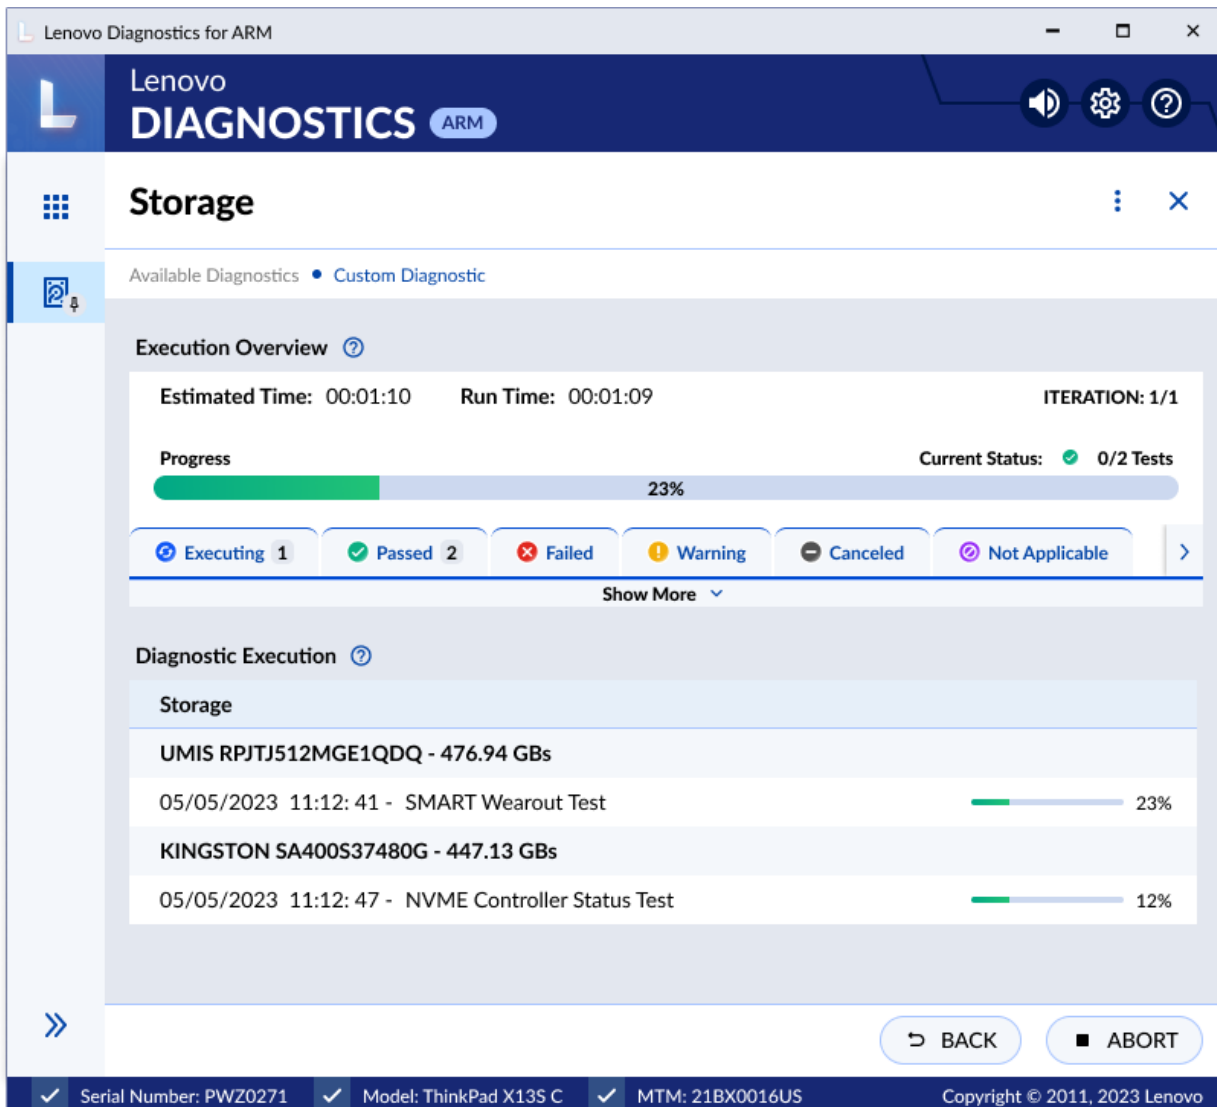 Lenovo Diagnostics for ARM
Lenovo
DIAGNOSTICS ARM
Storage
Available Diagnostics • Custom Diagnostic
Execution Overview
Estimated Time: 00:01:10 Run Time: 00:01:09 ITERATION: 1/1
Progress Current Status: 0/2 Tests
23%
Executing 1 Passed 2 Failed Warning Canceled Not Applicable
Show More
Diagnostic Execution
Storage
UMIS RPJTJ512MGE1QDQ - 476.94 GBs
05/05/2023 11:12: 41 - SMART Wearout Test 23%
KINGSTON SA400S37480G - 447.13 GBs
05/05/2023 11:12: 47 - NVME Controller Status Test 12%
BACK ABORT
Serial Number: PWZ0271 Model: ThinkPad X13S C MTM: 21BX0016US Copyright © 2011, 2023 Lenovo